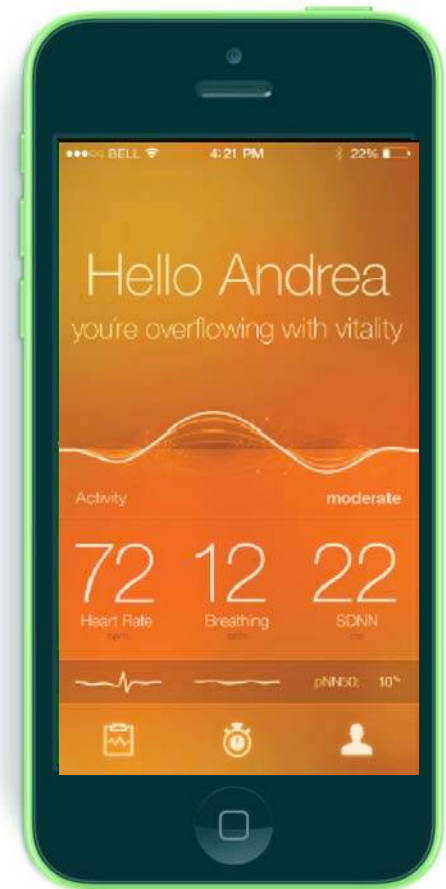 BELL 4:21 PM 22%
Hello Andrea
you're overflowing with vitality
Activity moderate
72 12 22
Heart Rate Breathing SDNN
pNN50: 10%